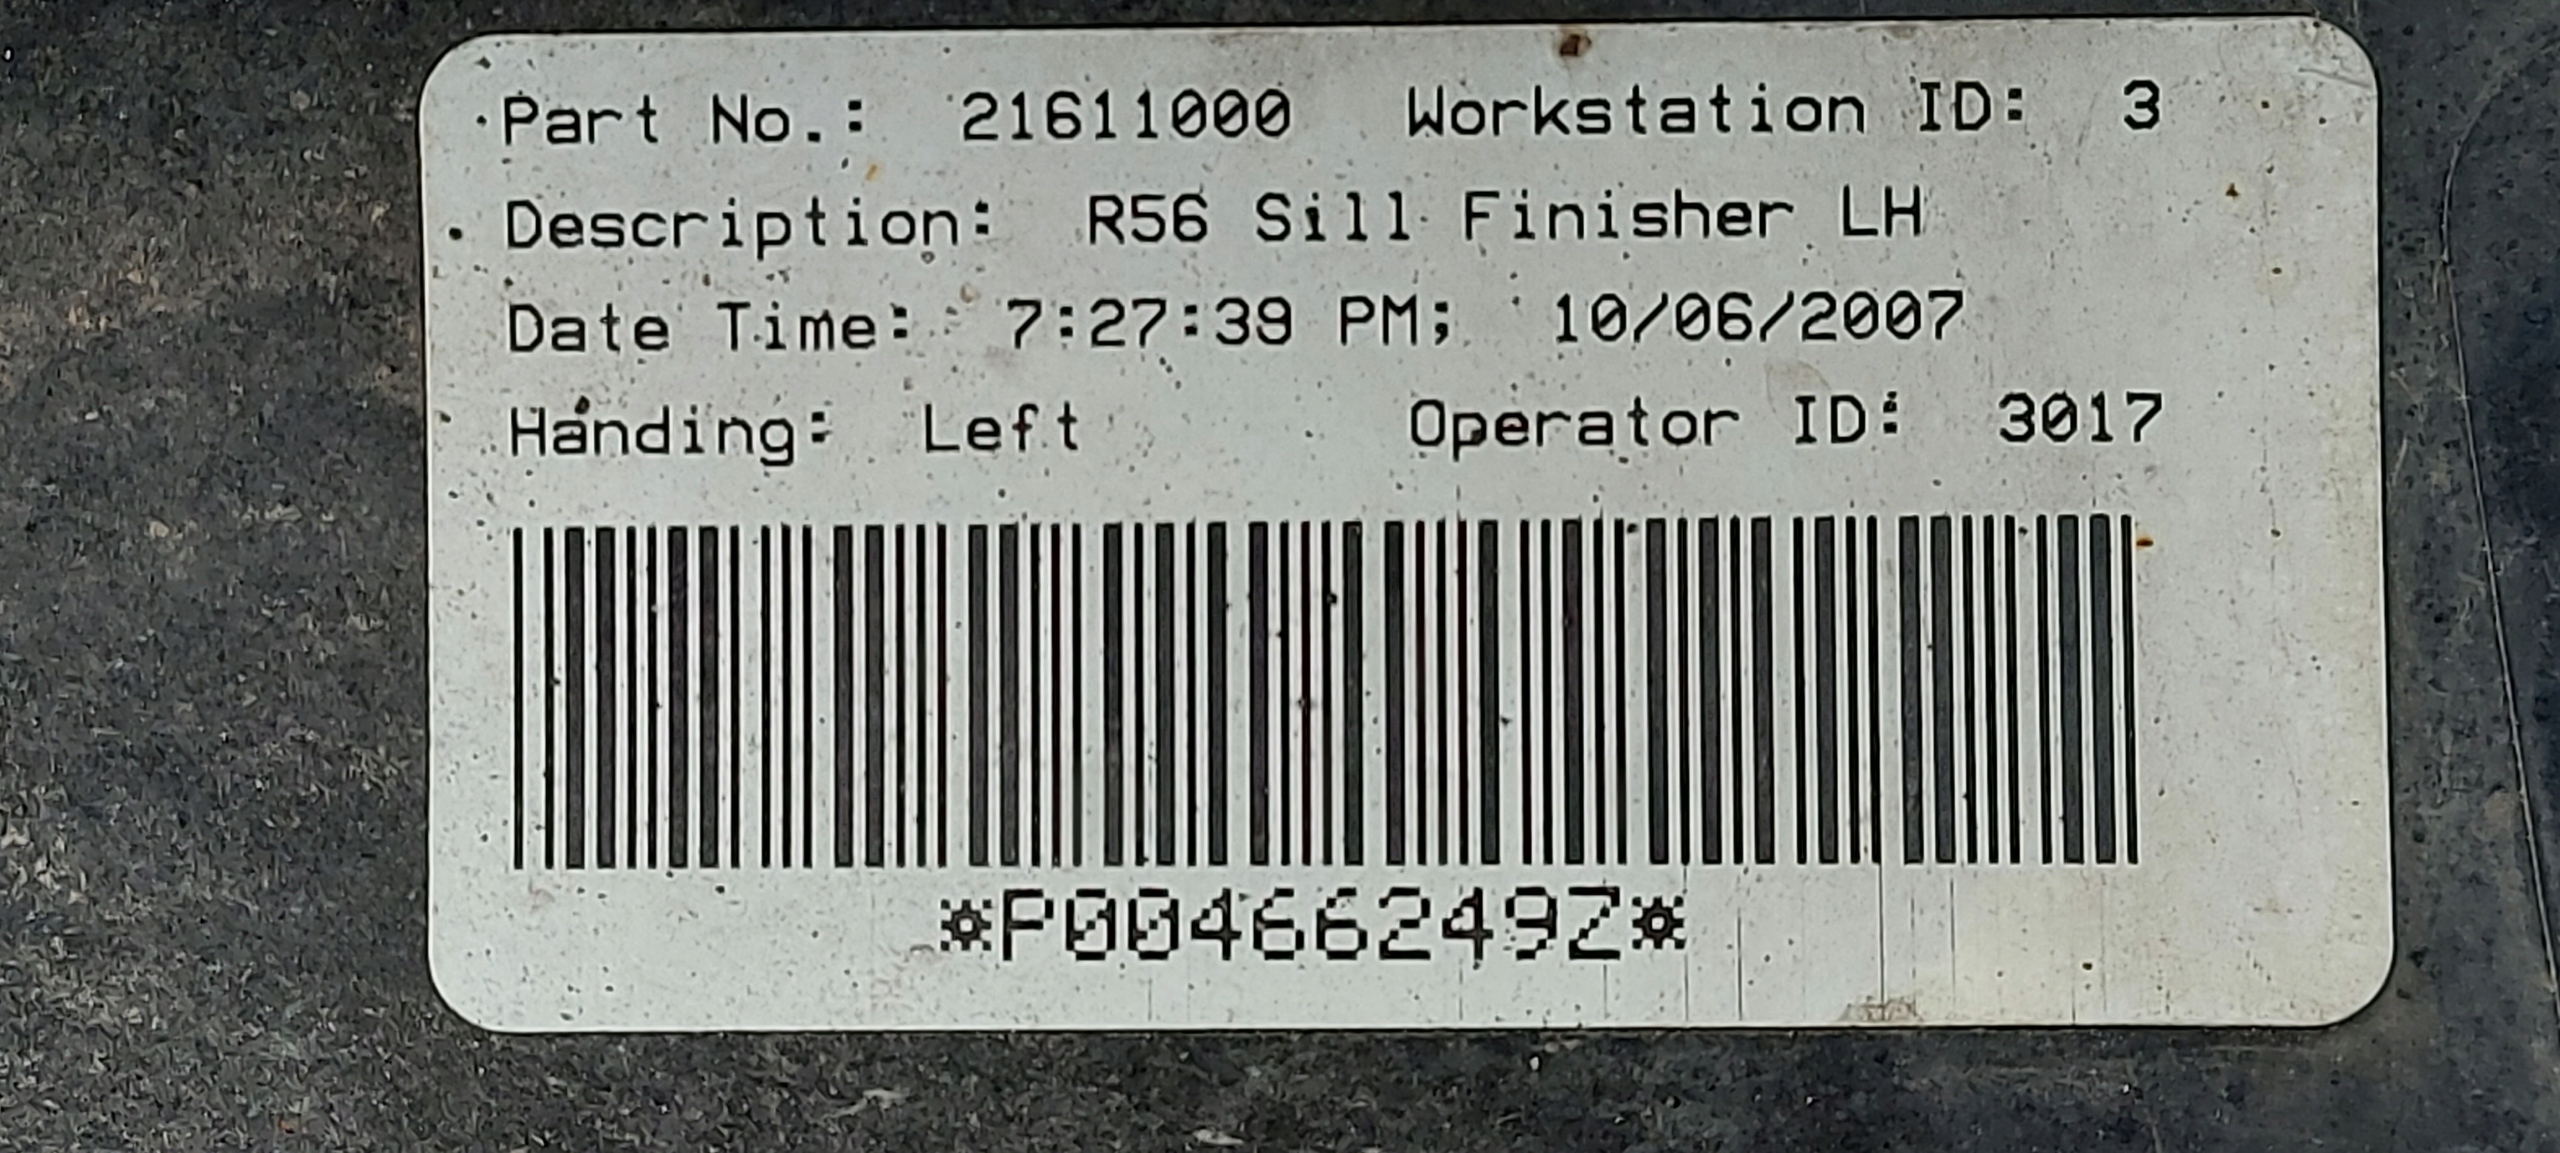 Part No.: 21611000 Workstation ID: 3
Description: R56 Sill Finisher LH
Date Time: 7:27:39 PM; 10/06/2007
Handing: Left Operator ID: 3017
*P00466249Z*